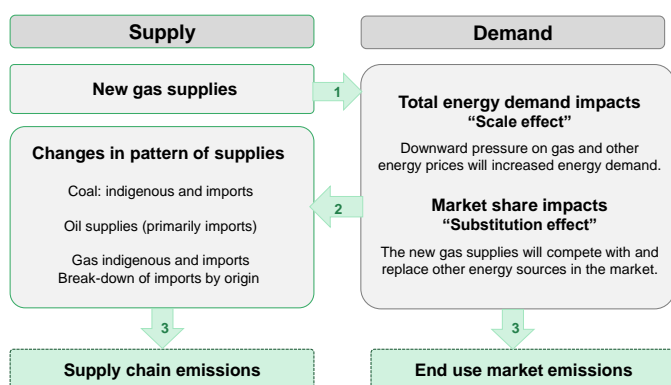 Supply
Demand
New gas supplies
1
Total energy demand impacts
“Scale effect”
Downward pressure on gas and other
energy prices will increased energy demand.
Market share impacts
“Substitution effect”
The new gas supplies will compete with and
replace other energy sources in the market.
Changes in pattern of supplies
Coal: indigenous and imports
Oil supplies (primarily imports)
Gas indigenous and imports
Break-down of imports by origin
2
3
3
Supply chain emissions
End use market emissions